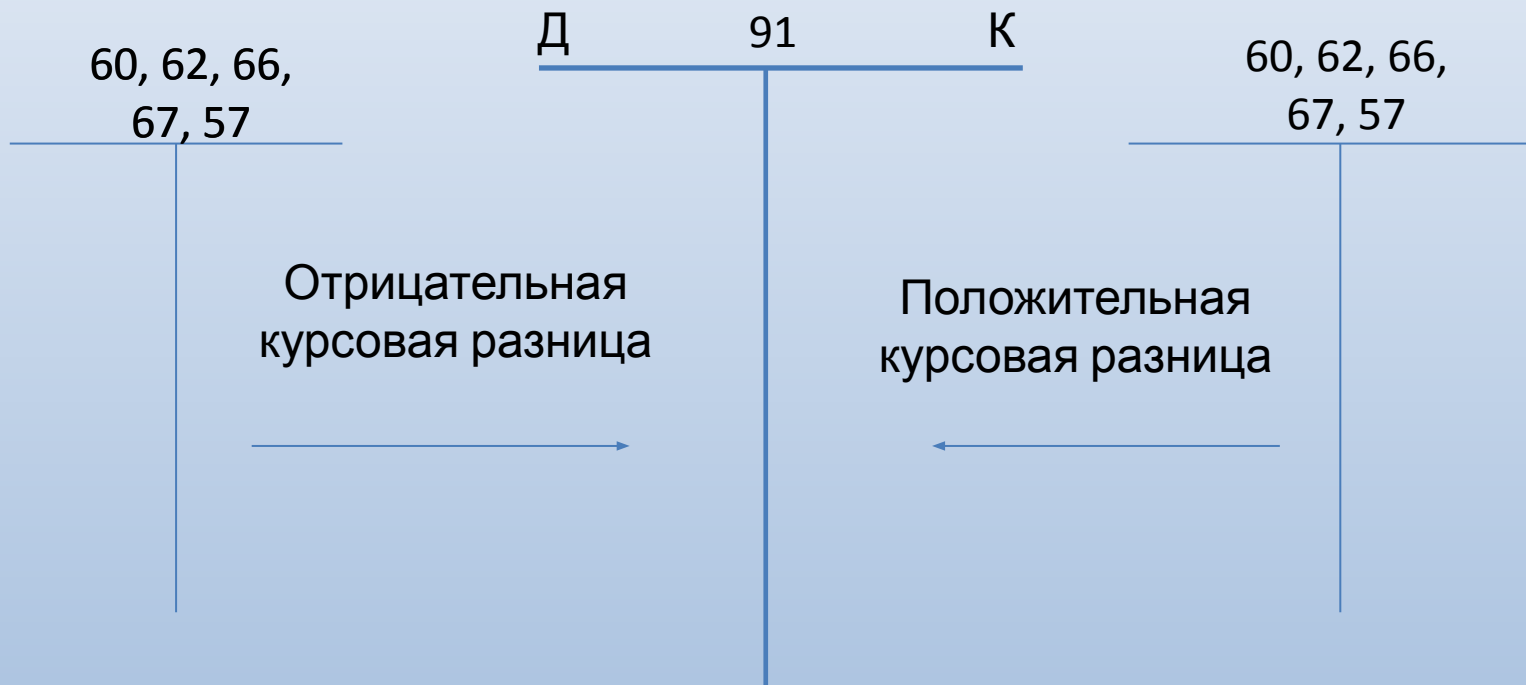 Д 91 К
60, 62, 66,
67, 57
60, 62, 66,
67, 57
Отрицательная
курсовая разница
Положительная
курсовая разница